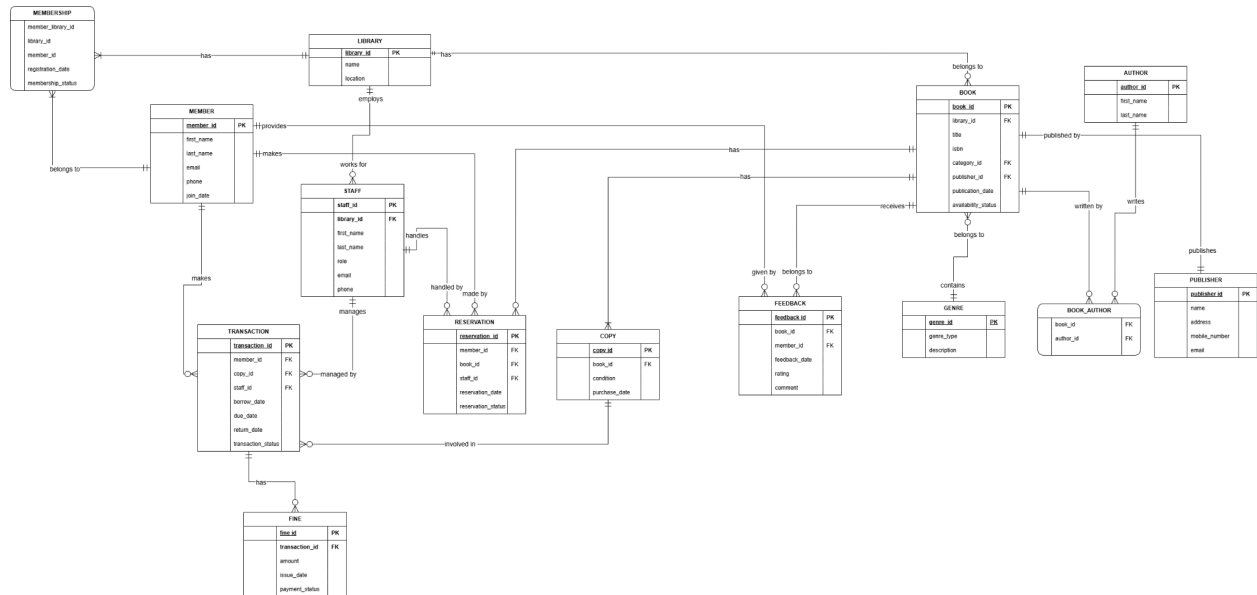 MEMBERSHIP
member_library_id
library_id
member_id
registration_date
membership_status
has
belongs to
LIBRARY
library_id PK
name
location
has
employs
works for
belongs to
MEMBER
member_id PK
first_name
last_name
email
phone
join_date
provides
makes
makes
STAFF
staff_id PK
library_id FK
first_name
last_name
role
email
phone
handles
handled by
made by
manages
managed by
BOOK
book_id PK
library_id FK
title
isbn
category_id FK
publisher_id FK
publication_date
availability_status
has
has
receives
published by
written by
belongs to
contains
AUTHOR
author_id PK
first_name
last_name
writes
publishes
given by
belongs to
TRANSACTION
transaction_id PK
member_id FK
copy_id FK
staff_id FK
borrow_date
due_date
return_date
transaction_status
has
RESERVATION
reservation_id PK
member_id FK
book_id FK
staff_id FK
reservation_date
reservation_status
COPY
copy_id PK
book_id FK
condition
purchase_date
involved in
FEEDBACK
feedback_id PK
book_id FK
member_id FK
feedback_date
rating
comment
GENRE
genre_id PK
genre_type
description
BOOK_AUTHOR
book_id FK
author_id FK
PUBLISHER
publisher_id PK
name
address
mobile_number
email
FINE
fine_id PK
transaction_id FK
amount
issue_date
payment_status